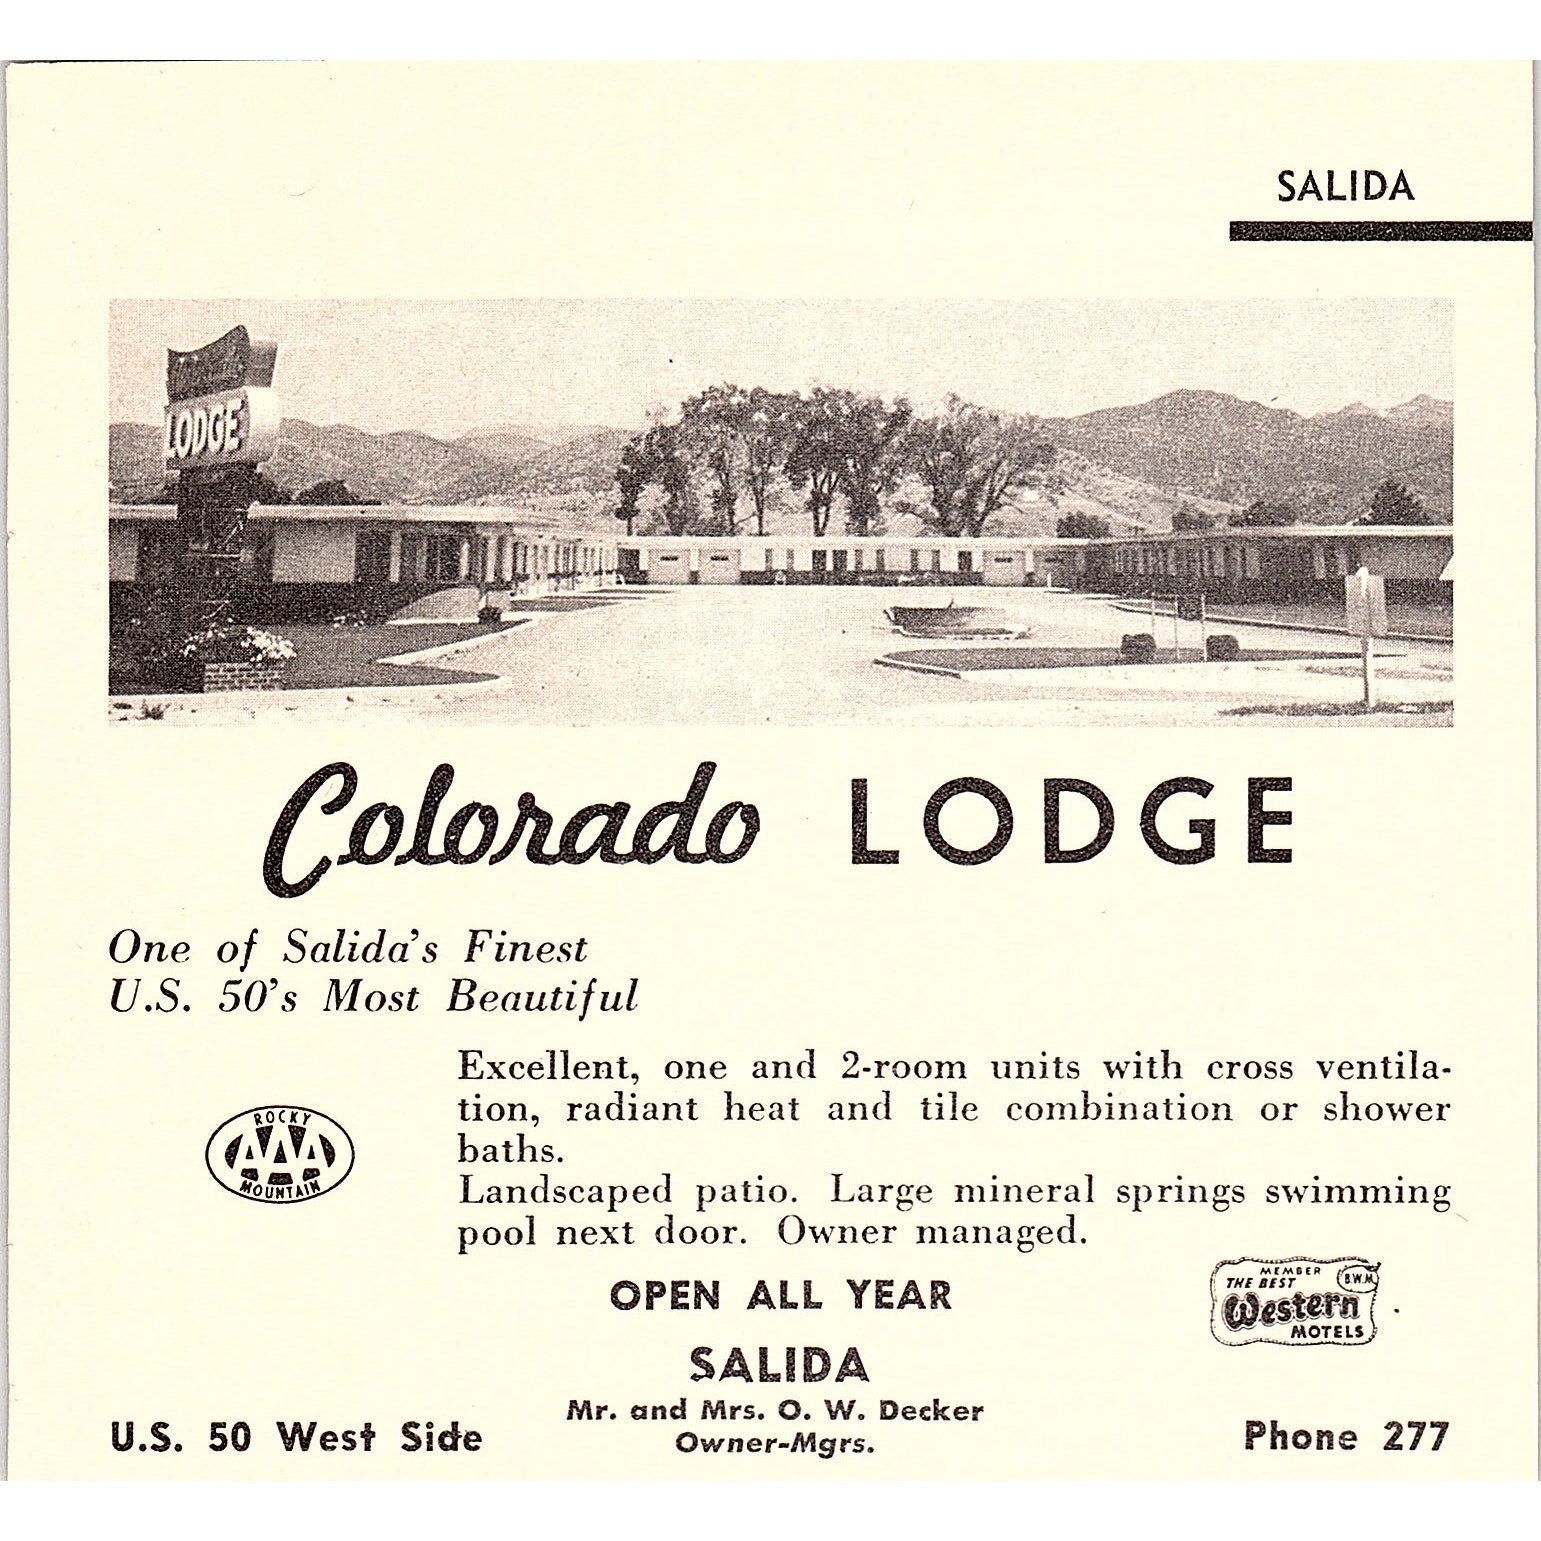 SALIDA
LODGE
Colorado LODGE
One of Salida's Finest
U.S. 50's Most Beautiful
Excellent, one and 2-room units with cross ventila-
tion, radiant heat and tile combination or shower
baths.
Landscaped patio. Large mineral springs swimming
pool next door. Owner managed.
ROCKY
AAA
MOUNTAIN
OPEN ALL YEAR
MEMBER
THE BEST B.W.M.
Western
MOTELS
SALIDA
Mr. and Mrs. O. W. Decker
Owner-Mgrs.
U.S. 50 West Side
Phone 277